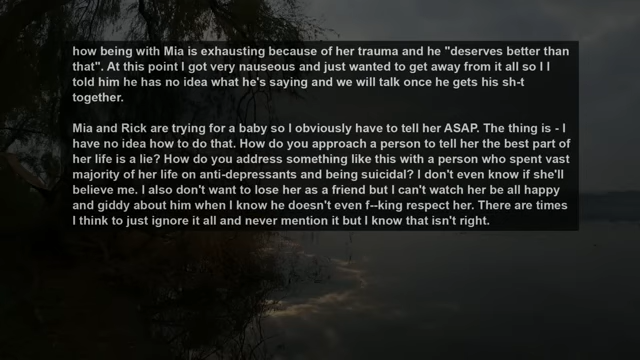 how being with Mia is exhausting because of her trauma and he "deserves better than
that". At this point I got very nauseous and just wanted to get away from it all so I I
told him he has no idea what he's saying and we will talk once he gets his sh-t
together.
Mia and Rick are trying for a baby so I obviously have to tell her ASAP. The thing is - I
have no idea how to do that. How do you approach a person to tell her the best part of
her life is a lie? How do you address something like this with a person who spent vast
majority of her life on anti-depressants and being suicidal? I don't even know if she'll
believe me. I also don't want to lose her as a friend but I can't watch her be all happy
and giddy about him when I know he doesn't even f--king respect her. There are times
I think to just ignore it all and never mention it but I know that isn't right.